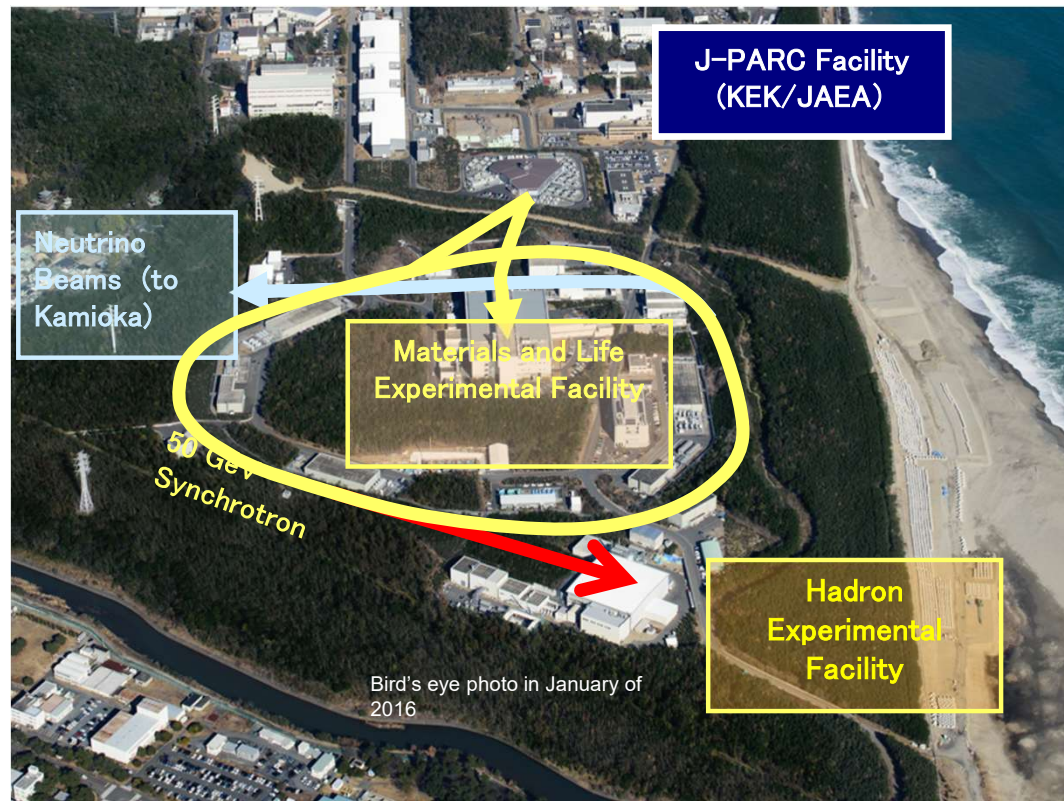 J-PARC Facility
(KEK/JAEA)
Neutrino
Beams (to
Kamioka)
Materials and Life
Experimental Facility
50 GeV
Synchrotron
Hadron
Experimental
Facility
Bird's eye photo in January of
2016